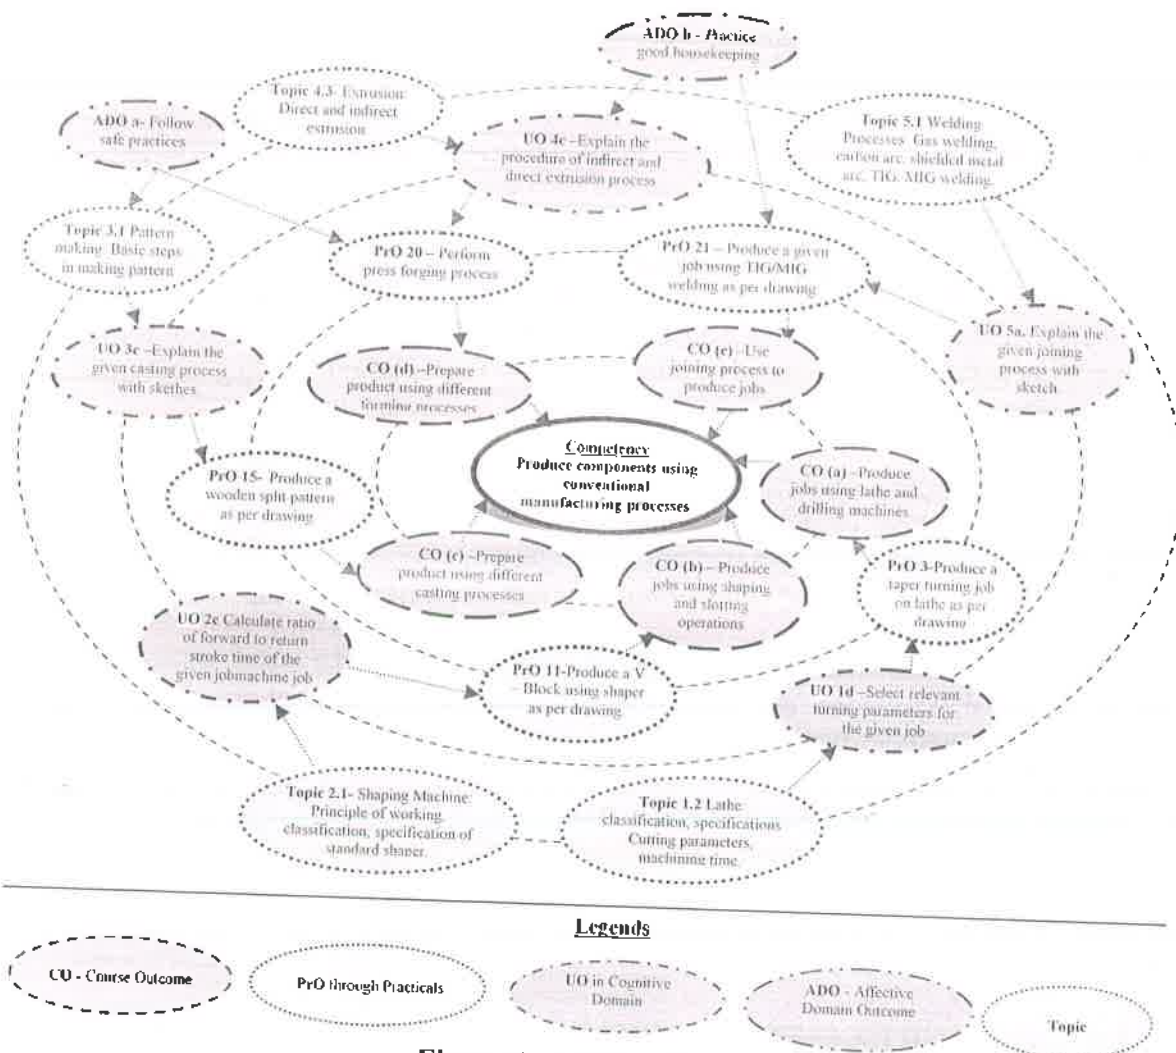 ADO b - Practice
good housekeeping
Topic 4.3- Extrusion:
Direct and indirect
extrusion
ADO a- Follow
safe practices
UO 4c –Explain the
procedure of indirect and
direct extrusion process
Topic 5.1 Welding
Processes Gas welding,
carbon arc, shielded metal
arc, TIG, MIG welding.
Topic 3.1 Pattern
making: Basic steps
in making pattern
PrO 20 – Perform
press forging process
PrO 21 – Produce a given
job using TIG/MIG
welding as per drawing
UO 3c –Explain the
given casting process
with skethes
CO (d) –Prepare
product using different
forming processes
CO (e) –Use
joining process to
produce jobs
UO 5a. Explain the
given joining
process with
sketch
Competency
Produce components using
conventional
manufacturing processes
PrO 15- Produce a
wooden split pattern
as per drawing
CO (a) –Produce
jobs using lathe and
drilling machines
CO (c) –Prepare
product using different
casting processes
CO (b) – Produce
jobs using shaping
and slotting
operations
PrO 3-Produce a
taper turning job
on lathe as per
drawing
UO 2c Calculate ratio
of forward to return
stroke time of the
given jobmachine job
PrO 11-Produce a V
– Block using shaper
as per drawing
UO 1d –Select relevant
turning parameters for
the given job
Topic 2.1- Shaping Machine:
Principle of working,
classification, specification of
standard shaper.
Topic 1.2 Lathe:
classification, specifications
Cutting parameters,
machining time.
Legends
CO - Course Outcome
PrO through Practicals
UO in Cognitive
Domain
ADO - Affective
Domain Outcome
Topic